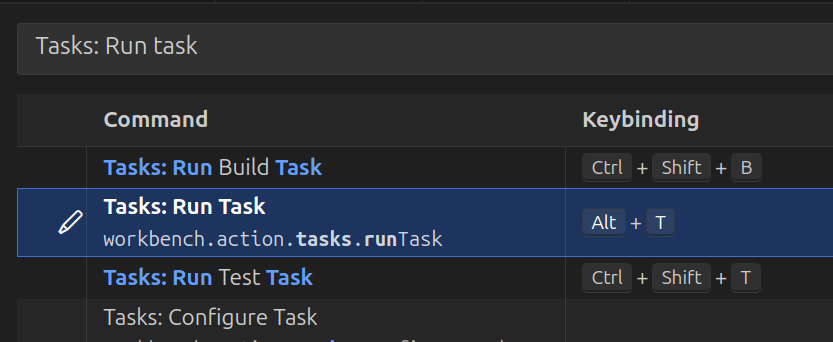 Tasks: Run task
Command Keybinding
Tasks: Run Build Task Ctrl + Shift + B
Tasks: Run Task
workbench.action.tasks.runTask Alt + T
Tasks: Run Test Task Ctrl + Shift + T
Tasks: Configure Task